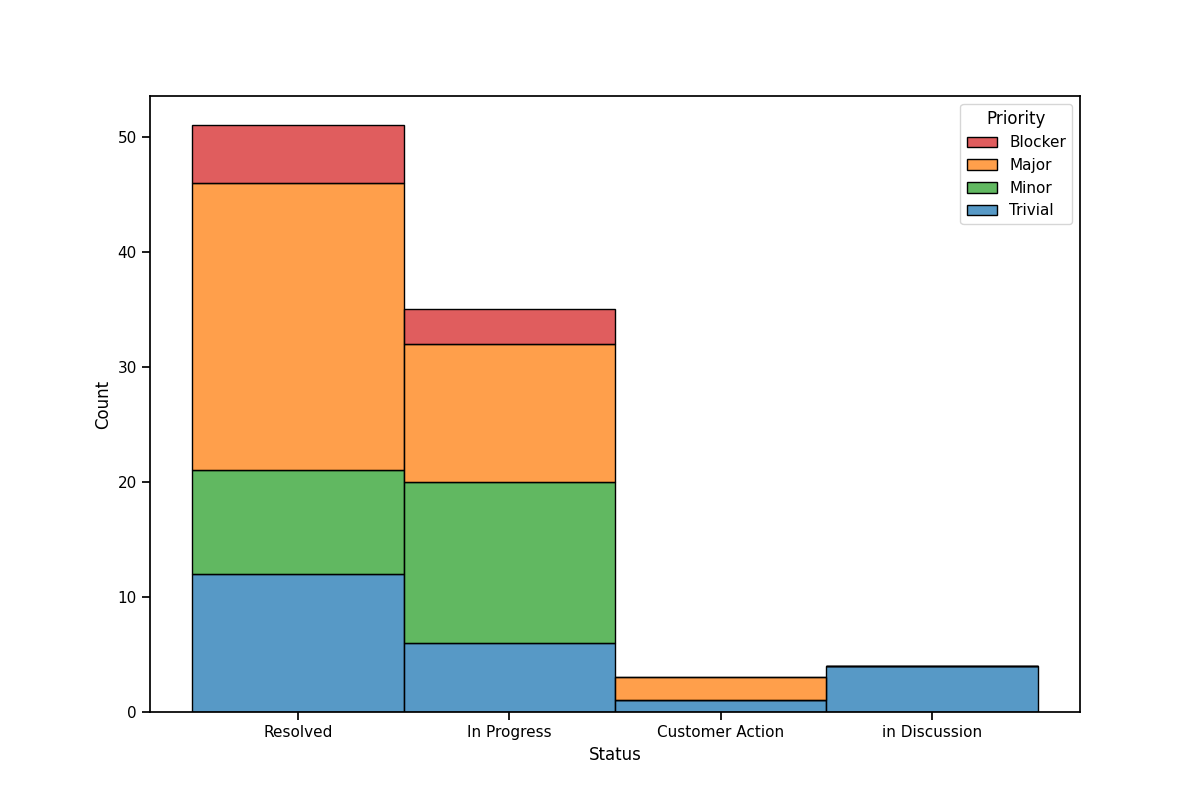 Priority
Blocker
Major
Minor
Trivial
50
40
30
20
10
0
Count
Resolved
In Progress
Customer Action
in Discussion
Status